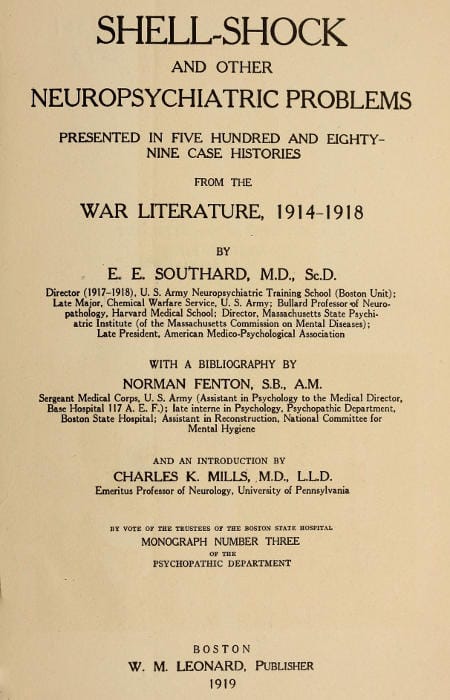 SHELL-SHOCK
AND OTHER
NEUROPSYCHIATRIC PROBLEMS
PRESENTED IN FIVE HUNDRED AND EIGHTY-
NINE CASE HISTORIES
FROM THE
WAR LITERATURE, 1914-1918
BY
E. E. SOUTHARD, M.D., Sc.D.
Director (1917-1918), U. S. Army Neuropsychiatric Training School (Boston Unit);
Late Major, Chemical Warfare Service, U. S. Army; Bullard Professor of Neuro-
pathology, Harvard Medical School; Director, Massachusetts State Psychi-
atric Institute (of the Massachusetts Commission on Mental Diseases);
Late President, American Medico-Psychological Association
WITH A BIBLIOGRAPHY BY
NORMAN FENTON, S.B., A.M.
Sergeant Medical Corps, U. S. Army (Assistant in Psychology to the Medical Director,
Base Hospital 117 A. E. F.); late interne in Psychology, Psychopathic Department,
Boston State Hospital; Assistant in Reconstruction, National Committee for
Mental Hygiene
AND AN INTRODUCTION BY
CHARLES K. MILLS, M.D., L.L.D.
Emeritus Professor of Neurology, University of Pennsylvania
BY VOTE OF THE TRUSTEES OF THE BOSTON STATE HOSPITAL
MONOGRAPH NUMBER THREE
OF THE
PSYCHOPATHIC DEPARTMENT
BOSTON
W. M. LEONARD, PUBLISHER
1919